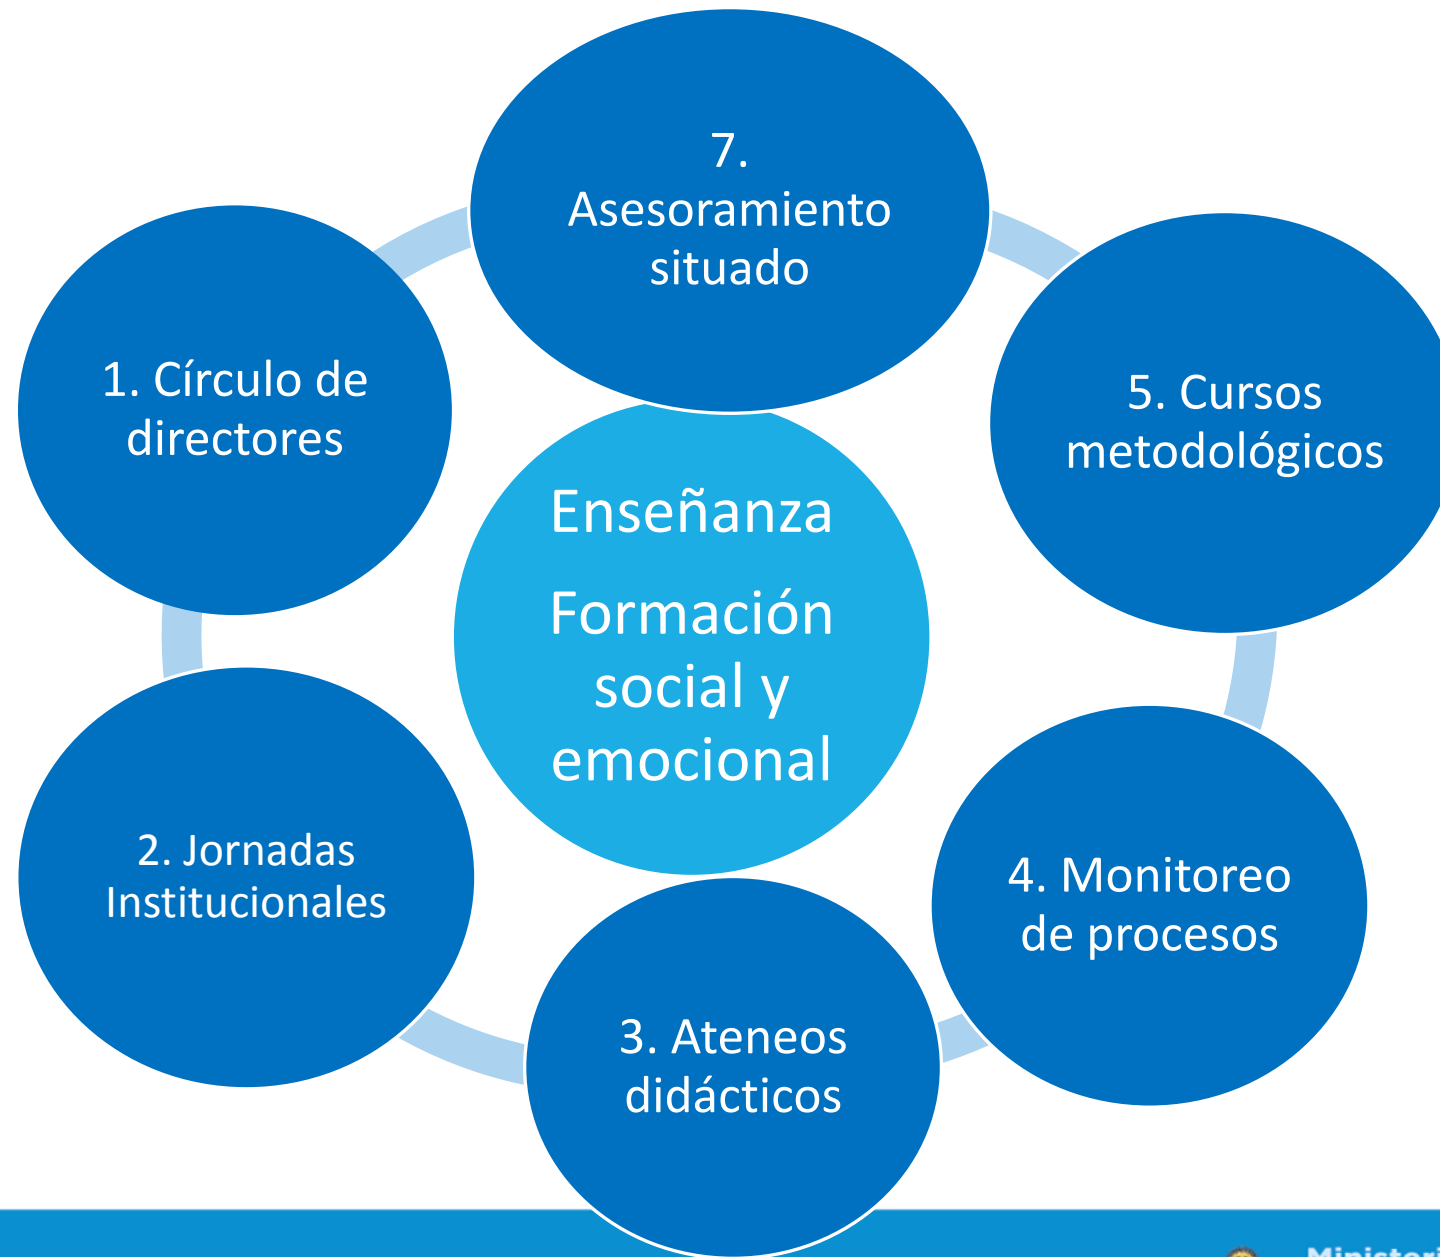 7.
Asesoramiento
situado
1. Círculo de
directores
5. Cursos
metodológicos
Enseñanza
Formación
social y
emocional
2. Jornadas
Institucionales
4. Monitoreo
de procesos
3. Ateneos
didácticos